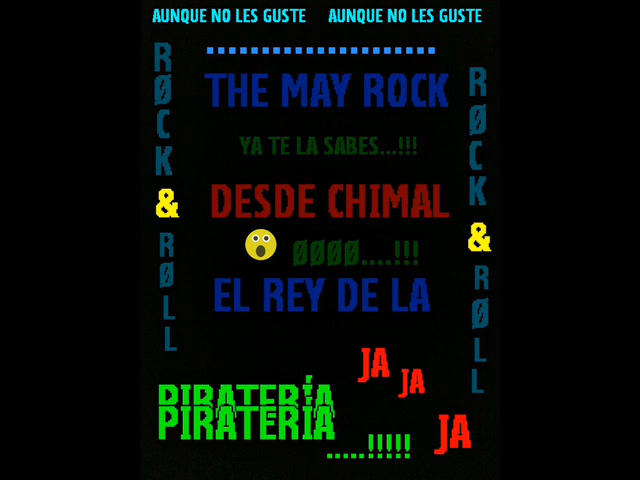 AUNQUE NO LES GUSTE AUNQUE NO LES GUSTE
RØCK & RØLL
THE MAY ROCK
YA TE LA SABES...!!!
DESDE CHIMAL
ØØØØ....!!!
EL REY DE LA
PIRATERÍA
PIRATERÍA
.....!!!!!
JA
JA
JA
RØCK & RØLL